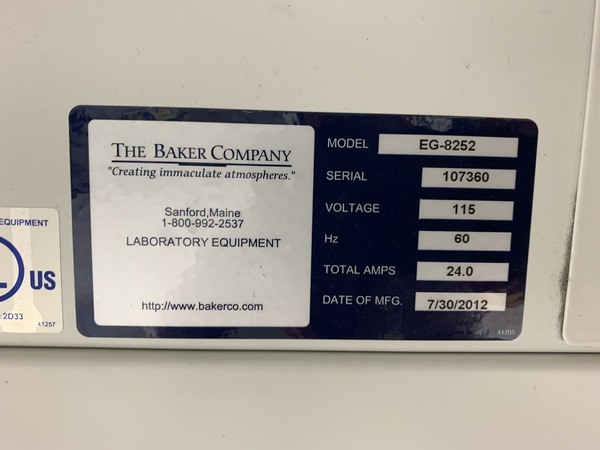 THE BAKER COMPANY
"Creating immaculate atmospheres."
Sanford,Maine
1-800-992-2537
LABORATORY EQUIPMENT
http://www.bakerco.com
MODEL EG-8252
SERIAL 107360
VOLTAGE 115
Hz 60
TOTAL AMPS 24.0
DATE OF MFG. 7/30/2012
41705
EQUIPMENT
US
2D33
41257